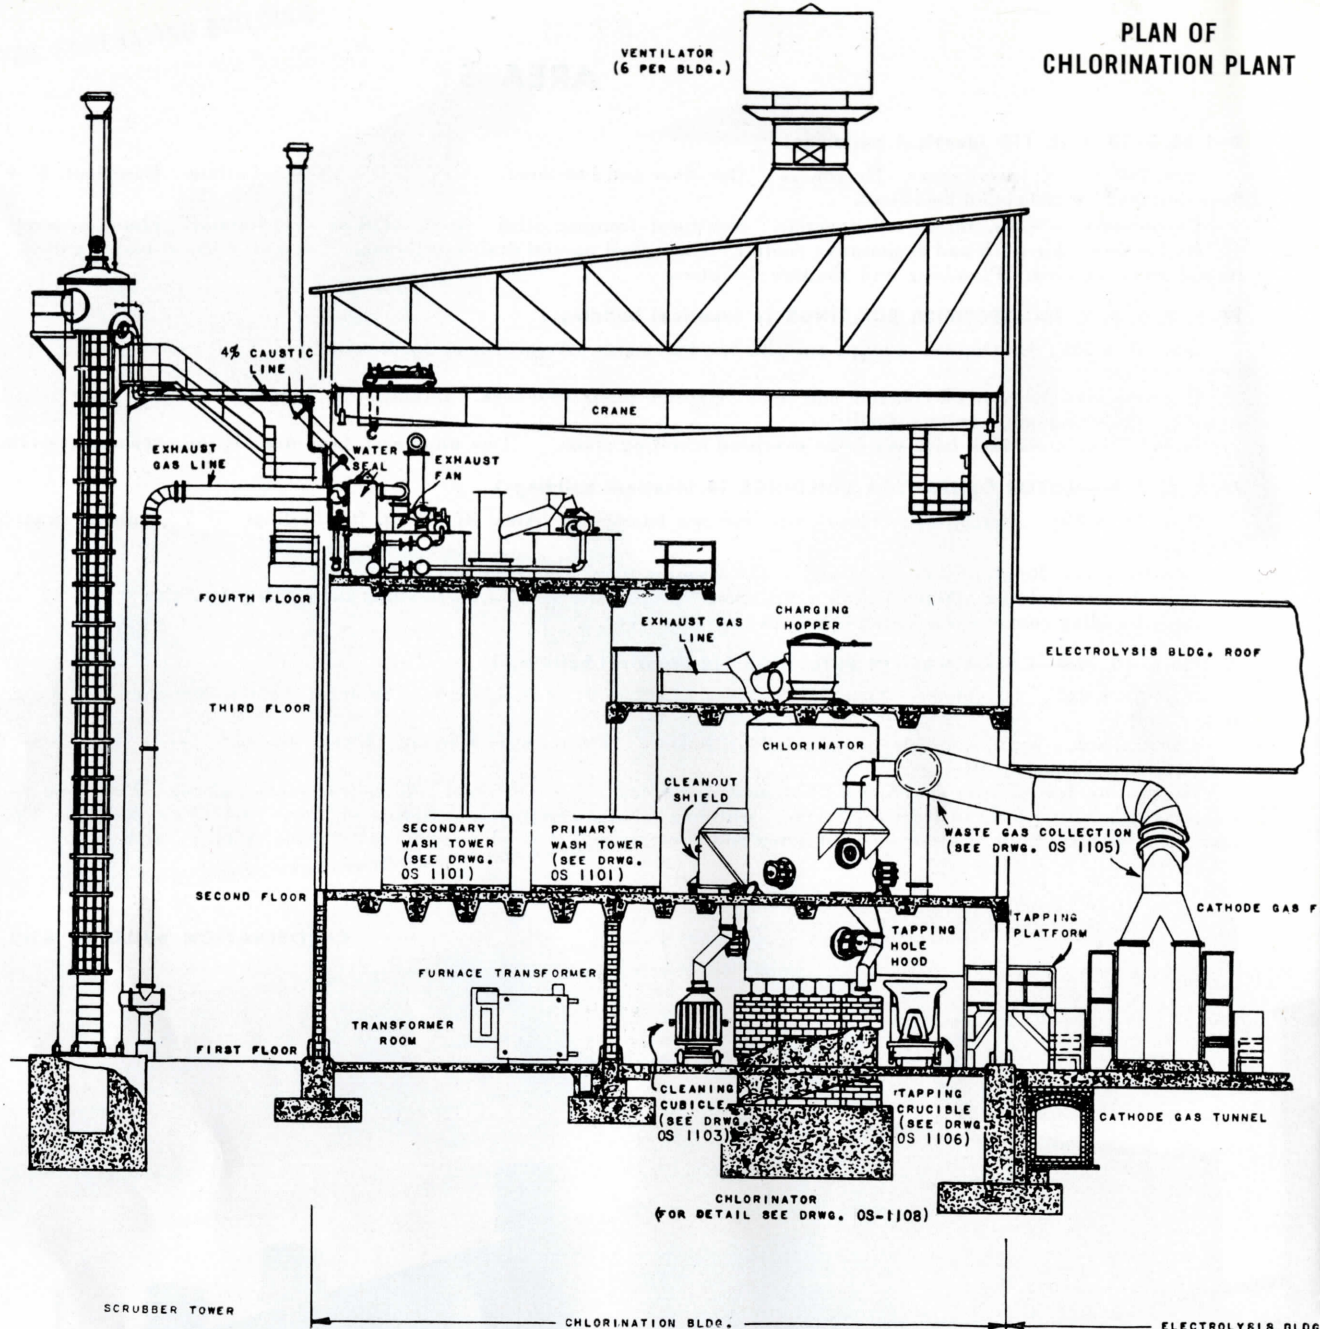 PLAN OF
CHLORINATION PLANT
VENTILATOR
(6 PER BLDG.)
4% CAUSTIC
LINE
CRANE
EXHAUST
GAS LINE
WATER
SEAL
EXHAUST
FAN
FOURTH FLOOR
EXHAUST GAS
LINE
CHARGING
HOPPER
ELECTROLYSIS BLDG. ROOF
THIRD FLOOR
CHLORINATOR
CLEANOUT
SHIELD
SECONDARY
WASH TOWER
(SEE DRWG.
OS 1101)
PRIMARY
WASH TOWER
(SEE DRWG.
OS 1101)
WASTE GAS COLLECTION
(SEE DRWG. OS 1105)
SECOND FLOOR
TAPPING
PLATFORM
CATHODE GAS F
TAPPING
HOLE
HOOD
FURNACE TRANSFORMER
TRANSFORMER
ROOM
FIRST FLOOR
CLEANING
CUBICLE
(SEE DRWG
OS 1103)
TAPPING
CRUCIBLE
(SEE DRWG
OS 1106)
CATHODE GAS TUNNEL
CHLORINATOR
(FOR DETAIL SEE DRWG. OS-1108)
SCRUBBER TOWER
CHLORINATION BLDG.
ELECTROLYSIS BLDG